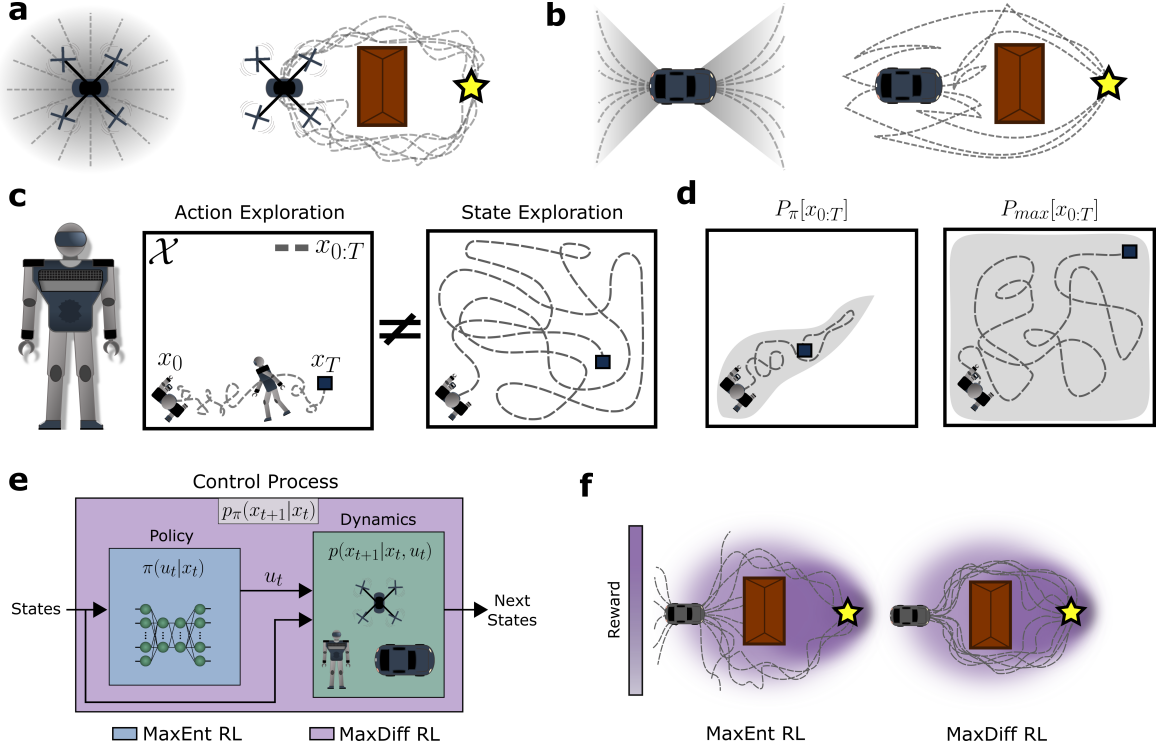 a
b
c
Action Exploration
State Exploration
𝒳
x_{0:T}
x_0
x_T
≠
d
P_π[x_{0:T}]
P_{max}[x_{0:T}]
e
Control Process
p_π(x_{t+1}|x_t)
Policy
Dynamics
π(u_t|x_t)
u_t
p(x_{t+1}|x_t, u_t)
States
Next
States
MaxEnt RL
MaxDiff RL
f
Reward
MaxEnt RL
MaxDiff RL